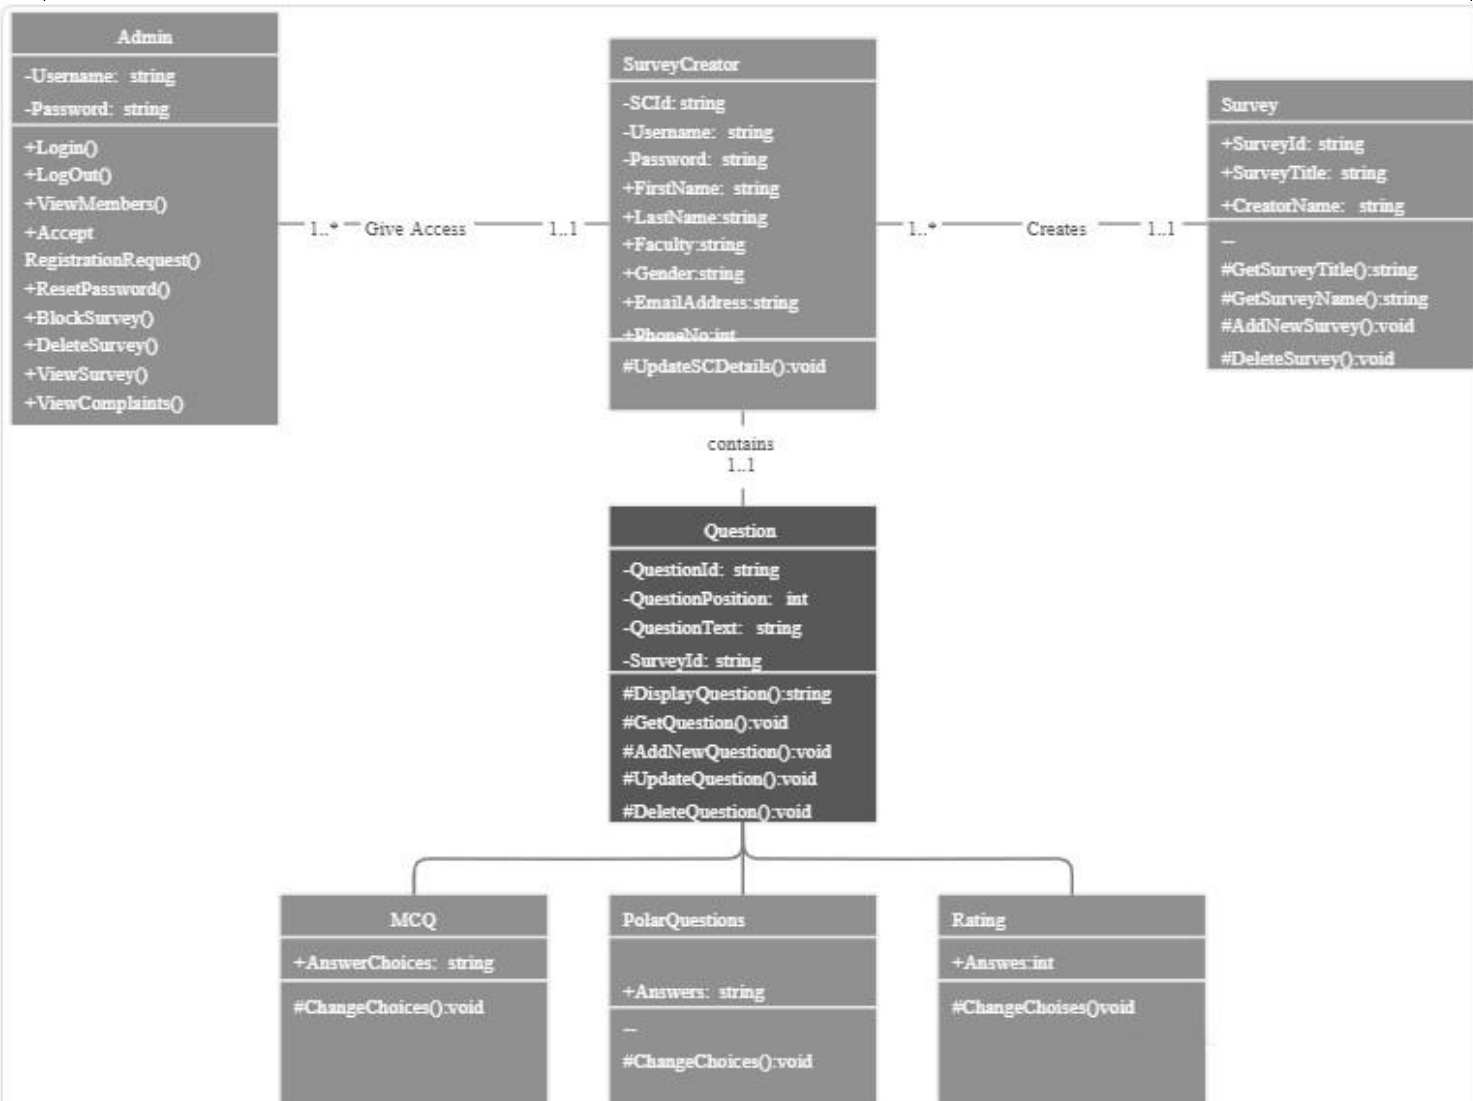 Admin
-Username: string
-Password: string
+Login()
+LogOut()
+ViewMembers()
+Accept
RegistrationRequest()
+ResetPassword()
+BlockSurvey()
+DeleteSurvey()
+ViewSurvey()
+ViewComplaints()
1..* Give Access 1..1
SurveyCreator
-SCId: string
-Username: string
-Password: string
+FirstName: string
+LastName:string
+Faculty:string
+Gender:string
+EmailAddress:string
+PhoneNo:int
#UpdateSCDetails():void
1..* Creates 1..1
Survey
+SurveyId: string
+SurveyTitle: string
+CreatorName: string
--
#GetSurveyTitle():string
#GetSurveyName():string
#AddNewSurvey():void
#DeleteSurvey():void
contains
1..1
Question
-QuestionId: string
-QuestionPosition: int
-QuestionText: string
-SurveyId: string
#DisplayQuestion():string
#GetQuestion():void
#AddNewQuestion():void
#UpdateQuestion():void
#DeleteQuestion():void
MCQ
+AnswerChoices: string
#ChangeChoices():void
PolarQuestions
+Answers: string
--
#ChangeChoices():void
Rating
+Answes:int
#ChangeChoises()void